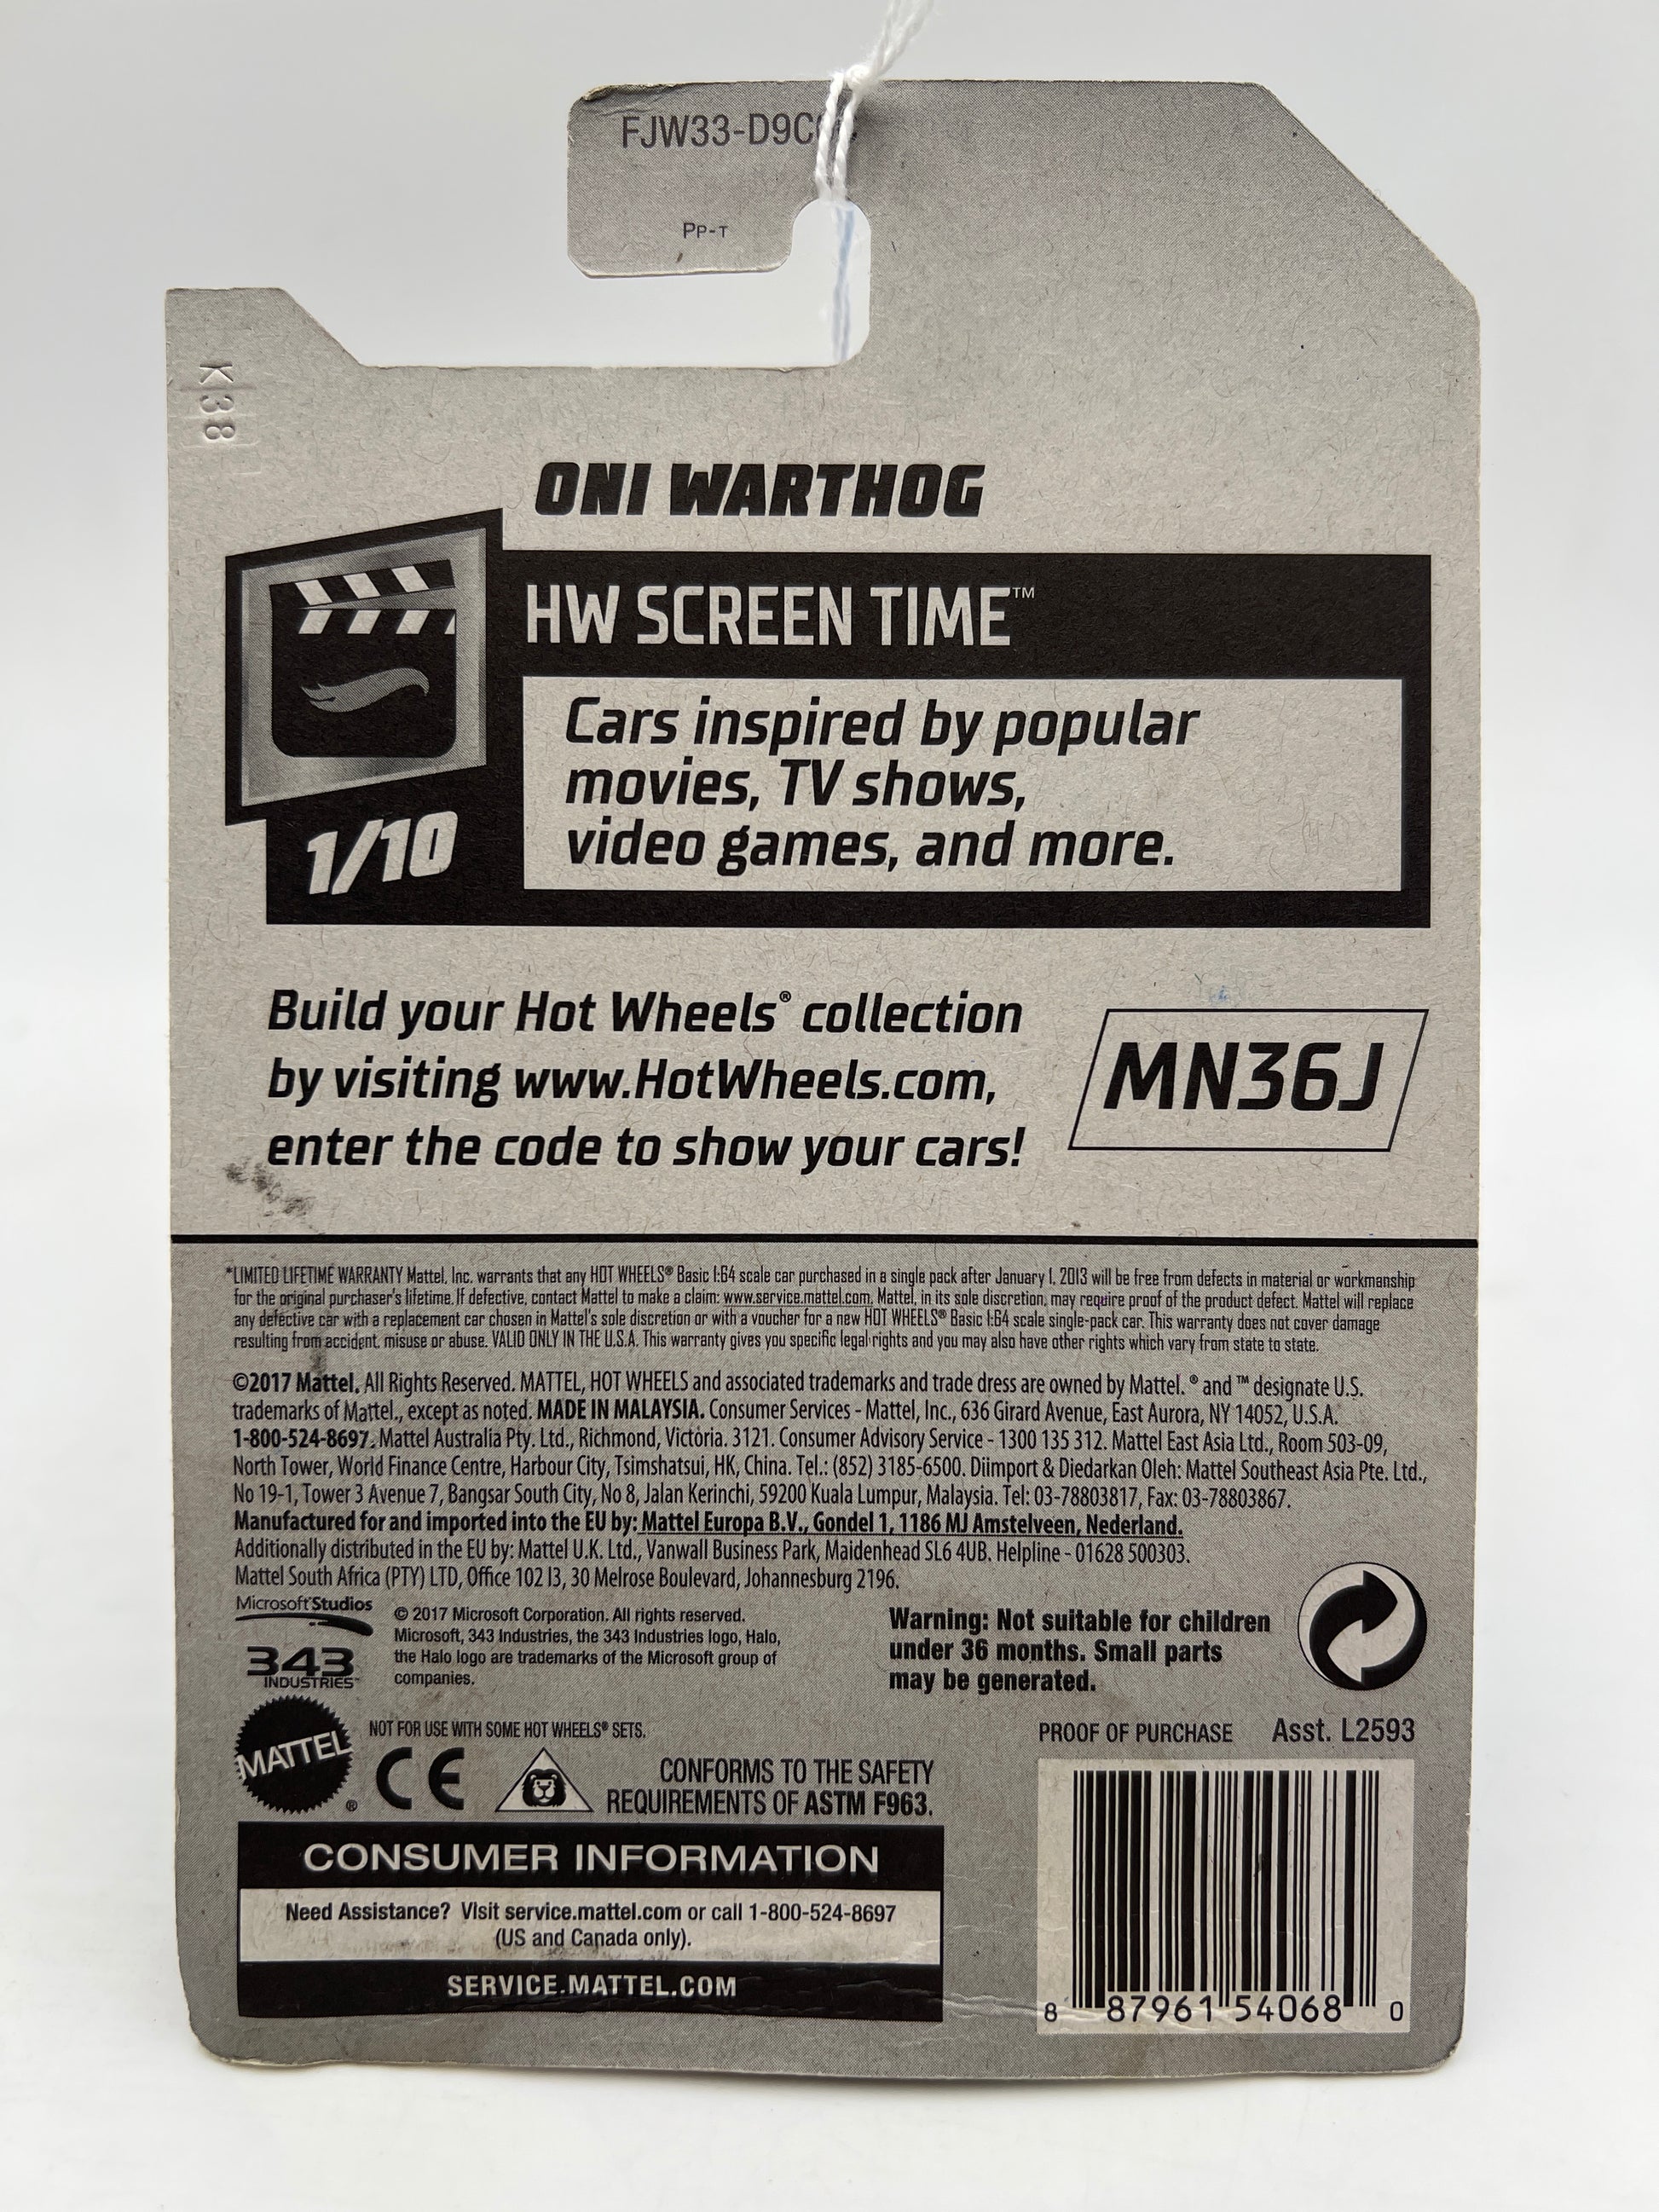 FJW33-D9C
PP-T
K38
ONI WARTHOG
HW SCREEN TIME™
Cars inspired by popular
movies, TV shows,
video games, and more.
1/10
Build your Hot Wheels® collection
by visiting www.HotWheels.com,
enter the code to show your cars!
MN36J
*LIMITED LIFETIME WARRANTY Mattel, Inc. warrants that any HOT WHEELS® Basic 1:64 scale car purchased in a single pack after January 1, 2013 will be free from defects in material or workmanship
for the original purchaser's lifetime. If defective, contact Mattel to make a claim: www.service.mattel.com. Mattel, in its sole discretion, may require proof of the product defect. Mattel will replace
any defective car with a replacement car chosen in Mattel's sole discretion or with a voucher for a new HOT WHEELS® Basic 1:64 scale single-pack car. This warranty does not cover damage
resulting from accident, misuse or abuse. VALID ONLY IN THE U.S.A. This warranty gives you specific legal rights and you may also have other rights which vary from state to state.
©2017 Mattel. All Rights Reserved. MATTEL, HOT WHEELS and associated trademarks and trade dress are owned by Mattel. ® and ™ designate U.S.
trademarks of Mattel., except as noted. MADE IN MALAYSIA. Consumer Services - Mattel, Inc., 636 Girard Avenue, East Aurora, NY 14052, U.S.A.
1-800-524-8697. Mattel Australia Pty. Ltd., Richmond, Victoria. 3121. Consumer Advisory Service - 1300 135 312. Mattel East Asia Ltd., Room 503-09,
North Tower, World Finance Centre, Harbour City, Tsimshatsui, HK, China. Tel.: (852) 3185-6500. Diimport & Diedarkan Oleh: Mattel Southeast Asia Pte. Ltd.,
No 19-1, Tower 3 Avenue 7, Bangsar South City, No 8, Jalan Kerinchi, 59200 Kuala Lumpur, Malaysia. Tel: 03-78803817, Fax: 03-78803867.
Manufactured for and imported into the EU by: Mattel Europa B.V., Gondel 1, 1186 MJ Amstelveen, Nederland.
Additionally distributed in the EU by: Mattel U.K. Ltd., Vanwall Business Park, Maidenhead SL6 4UB. Helpline - 01628 500303.
Mattel South Africa (PTY) LTD, Office 102 I3, 30 Melrose Boulevard, Johannesburg 2196.
Microsoft Studios
343
INDUSTRIES™
© 2017 Microsoft Corporation. All rights reserved.
Microsoft, 343 Industries, the 343 Industries logo, Halo,
the Halo logo are trademarks of the Microsoft group of
companies.
Warning: Not suitable for children
under 36 months. Small parts
may be generated.
MATTEL®
NOT FOR USE WITH SOME HOT WHEELS® SETS.
CE
CONFORMS TO THE SAFETY
REQUIREMENTS OF ASTM F963.
PROOF OF PURCHASE Asst. L2593
CONSUMER INFORMATION
Need Assistance? Visit service.mattel.com or call 1-800-524-8697
(US and Canada only).
SERVICE.MATTEL.COM
8 87961 54068 0